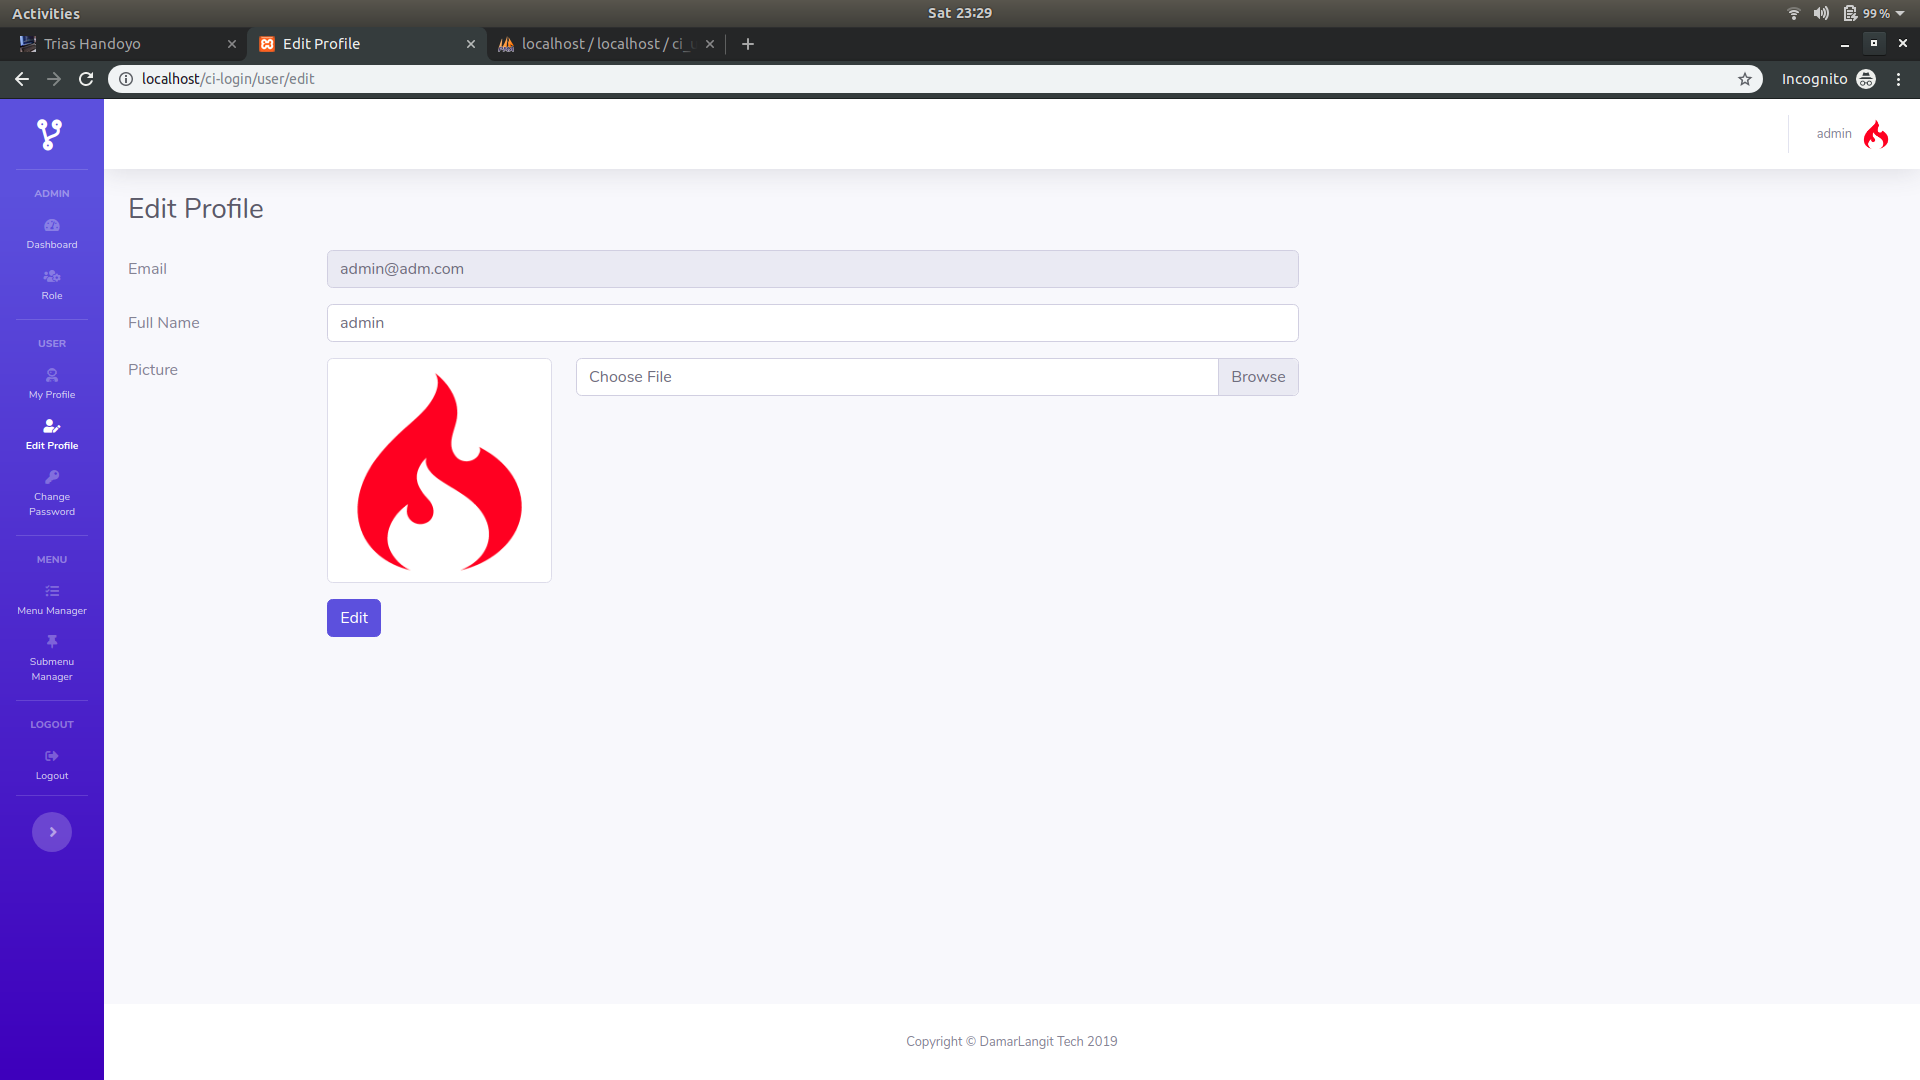 Activities
Sat 23:29
99 %
Trias Handoyo
Edit Profile
localhost / localhost / ci_u
localhost/ci-login/user/edit
Incognito
admin
ADMIN
Dashboard
Role
USER
My Profile
Edit Profile
Change
Password
MENU
Menu Manager
Submenu
Manager
LOGOUT
Logout
Edit Profile
Email
admin@adm.com
Full Name
admin
Picture
Choose File
Browse
Edit
Copyright © DamarLangit Tech 2019